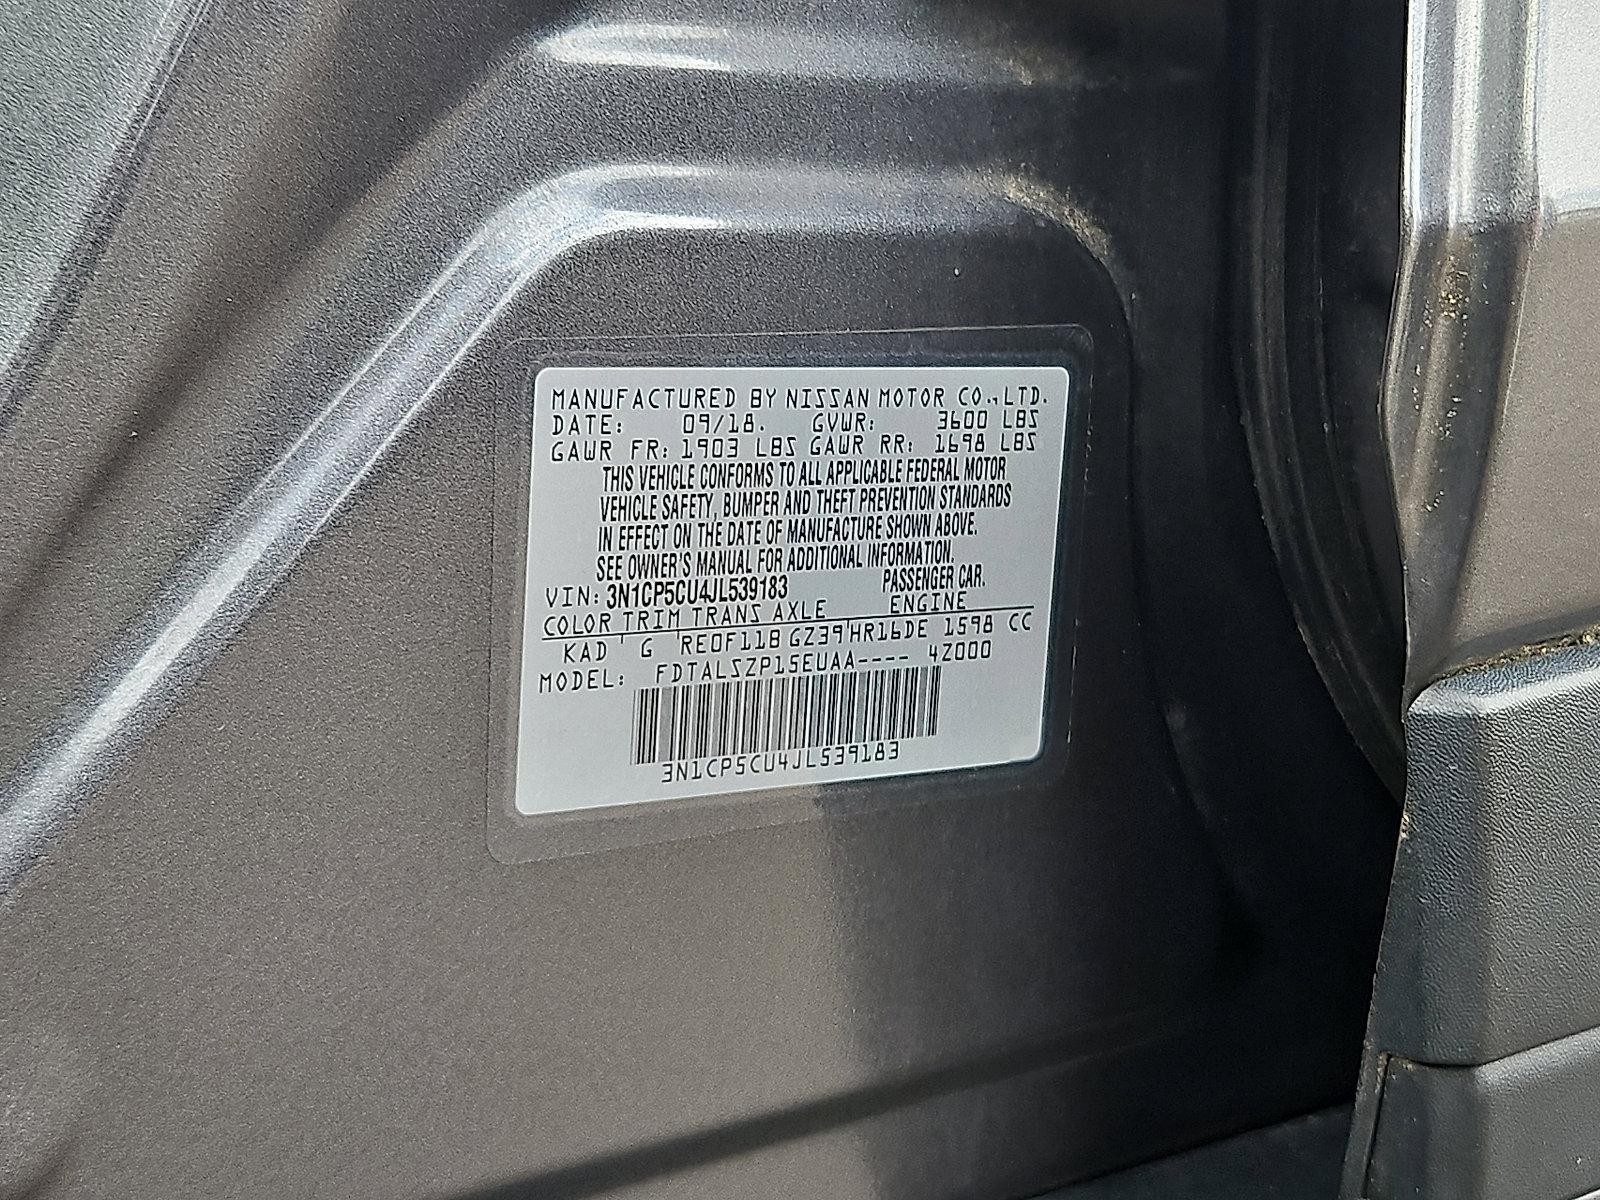 MANUFACTURED BY NISSAN MOTOR CO., LTD.
DATE: 09/18. GVWR: 3600 LBS
GAWR FR: 1903 LBS GAWR RR: 1698 LBS
THIS VEHICLE CONFORMS TO ALL APPLICABLE FEDERAL MOTOR
VEHICLE SAFETY, BUMPER AND THEFT PREVENTION STANDARDS
IN EFFECT ON THE DATE OF MANUFACTURE SHOWN ABOVE.
SEE OWNER'S MANUAL FOR ADDITIONAL INFORMATION.
VIN: 3N1CP5CU4JL539183 PASSENGER CAR.
COLOR TRIM TRANS AXLE ENGINE
KAD G RE0F11B GZ39 HR16DE 1598 CC
MODEL: FDTALSZP15EUAA---- 4Z000
3N1CP5CU4JL539183